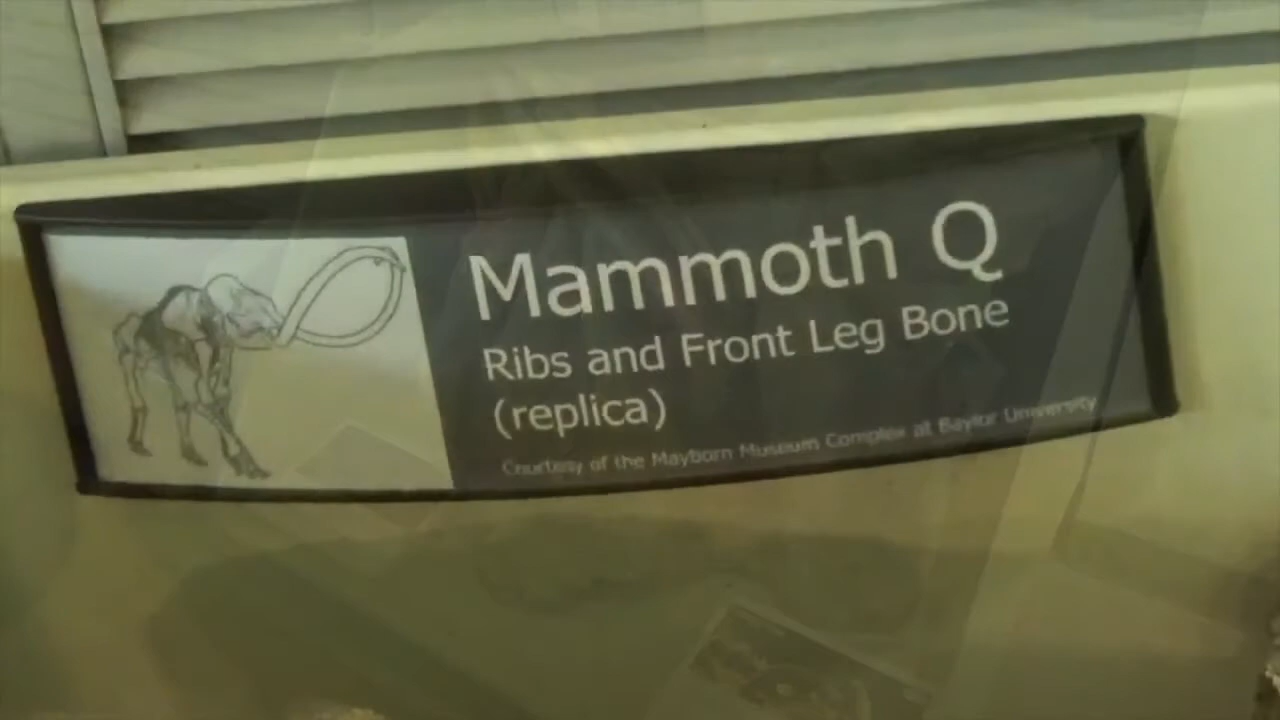 Mammoth Q
Ribs and Front Leg Bone
(replica)
Courtesy of the Mayborn Museum Complex at Baylor University